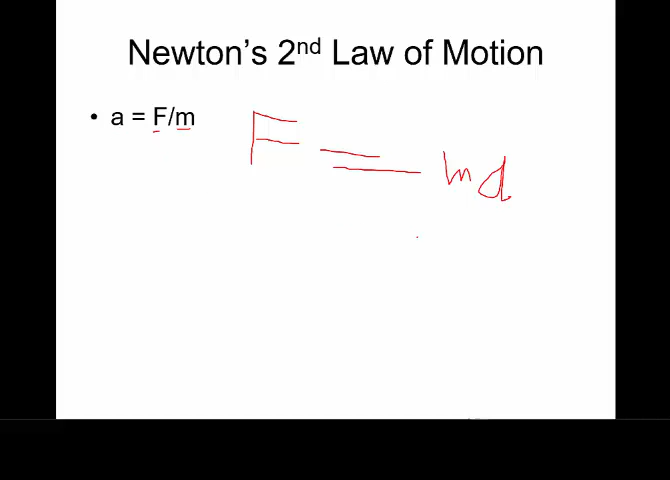 Newton's 2nd Law of Motion
• a = F/m
F = ma